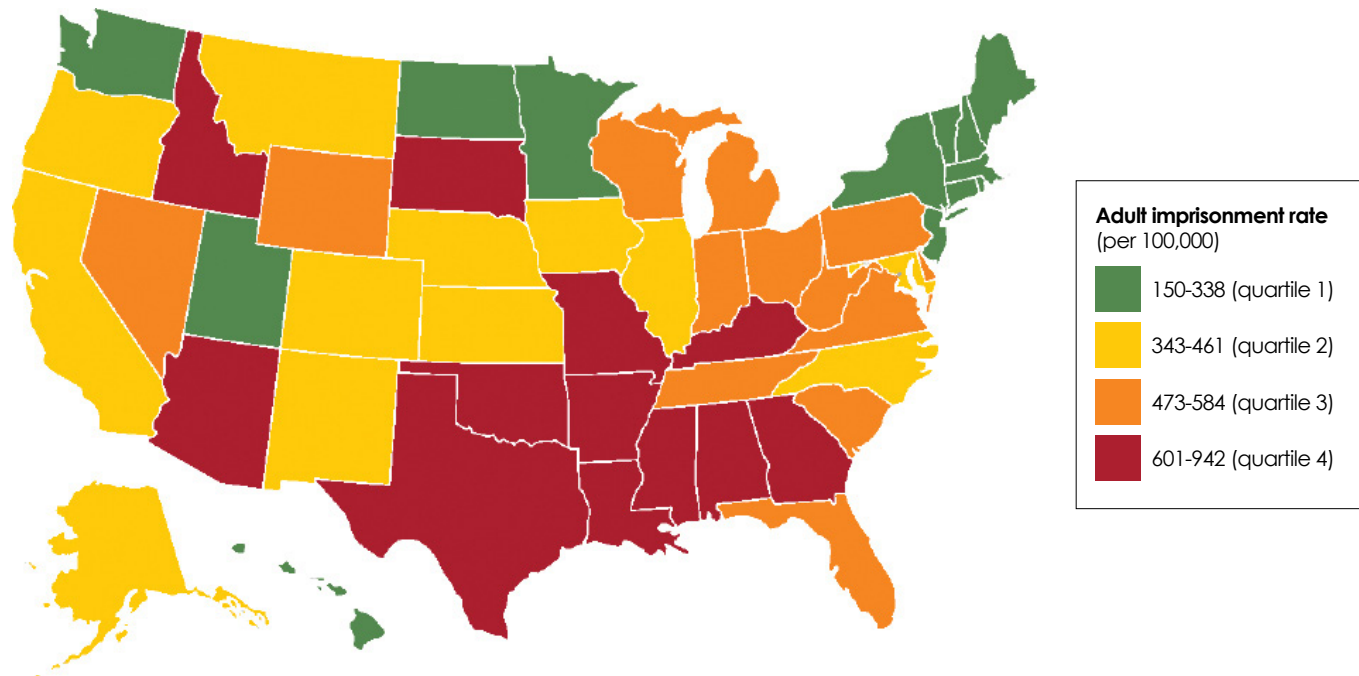 Adult imprisonment rate
(per 100,000)
150-338 (quartile 1)
343-461 (quartile 2)
473-584 (quartile 3)
601-942 (quartile 4)